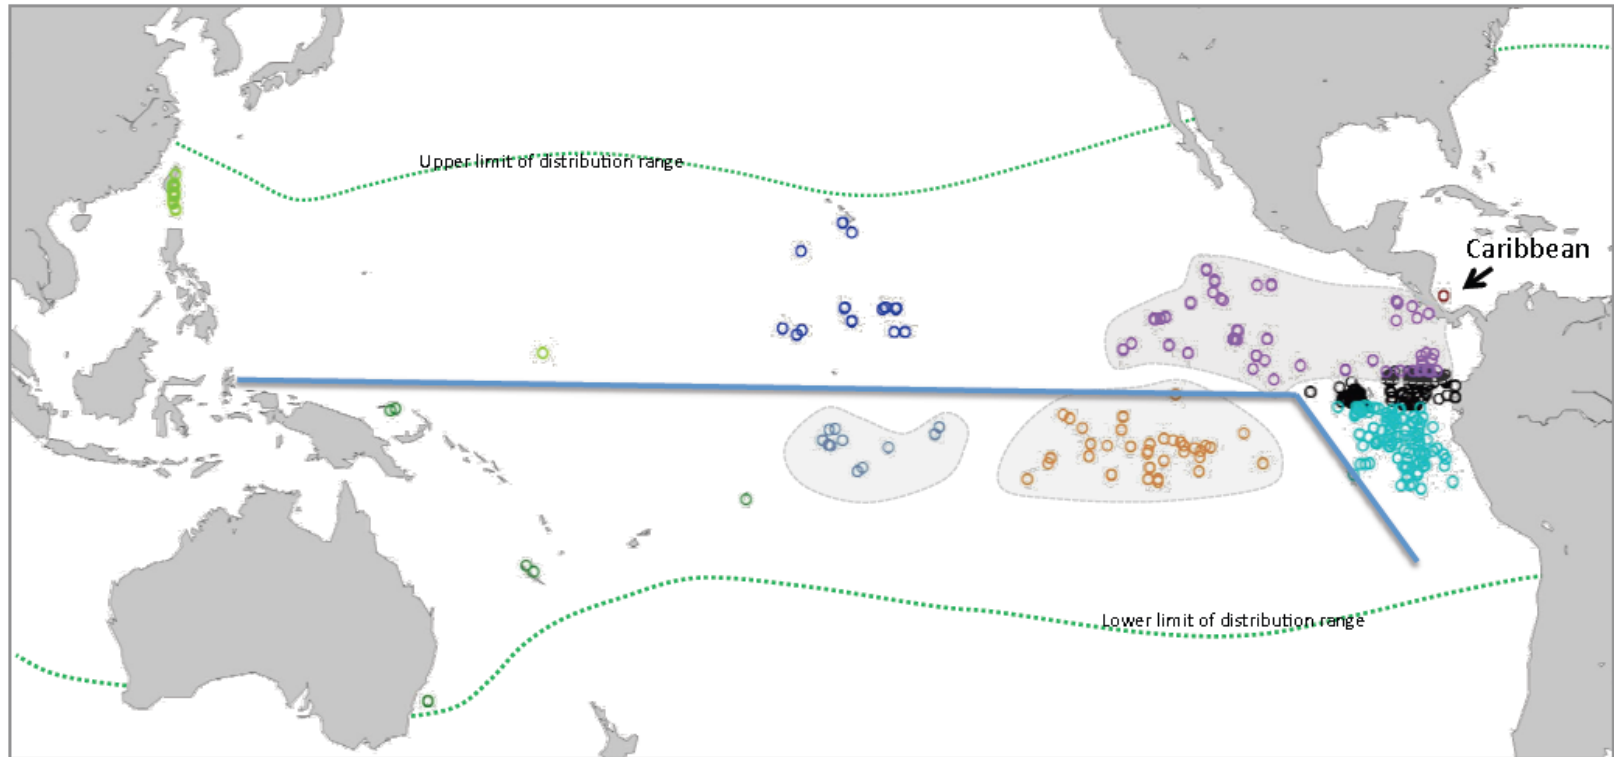 Upper limit of distribution range
Caribbean
Lower limit of distribution range